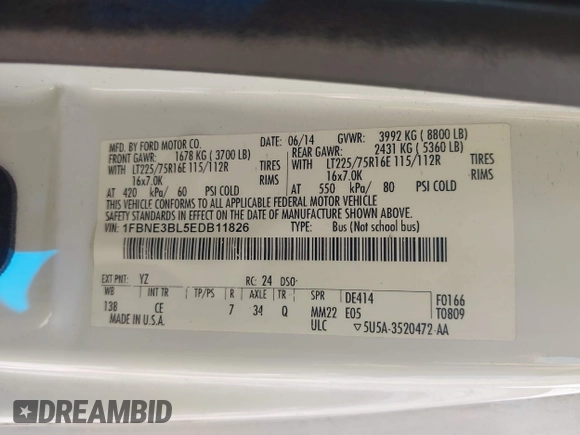 MFD. BY FORD MOTOR CO.
DATE: 06/14 GVWR: 3992 KG ( 8800 LB)
FRONT GAWR: 1678 KG ( 3700 LB)
REAR GAWR: 2431 KG ( 5360 LB)
WITH LT225/75R16E 115/112R TIRES
WITH LT225/75R16E 115/112R TIRES
16x7.0K RIMS
16x7.0K RIMS
AT 420 kPa/ 60 PSI COLD
AT 550 kPa/ 80 PSI COLD
THIS VEHICLE CONFORMS TO ALL APPLICABLE FEDERAL MOTOR VEHICLE
SAFETY AND BUMPER STANDARDS IN EFFECT ON THE DATE OF MANUFACTURE SHOWN ABOVE.
VIN: 1FBNE3BL5EDB11826 TYPE: Bus (Not school bus)
EXT PNT: YZ RC: 24 DSO:
WB INT TR TP/PS R AXLE TR SPR DE414 F0166
138 CE 7 34 Q MM22 E05 T0809
MADE IN U.S.A. ULC ▽5U5A-3520472-AA
DREAMBID